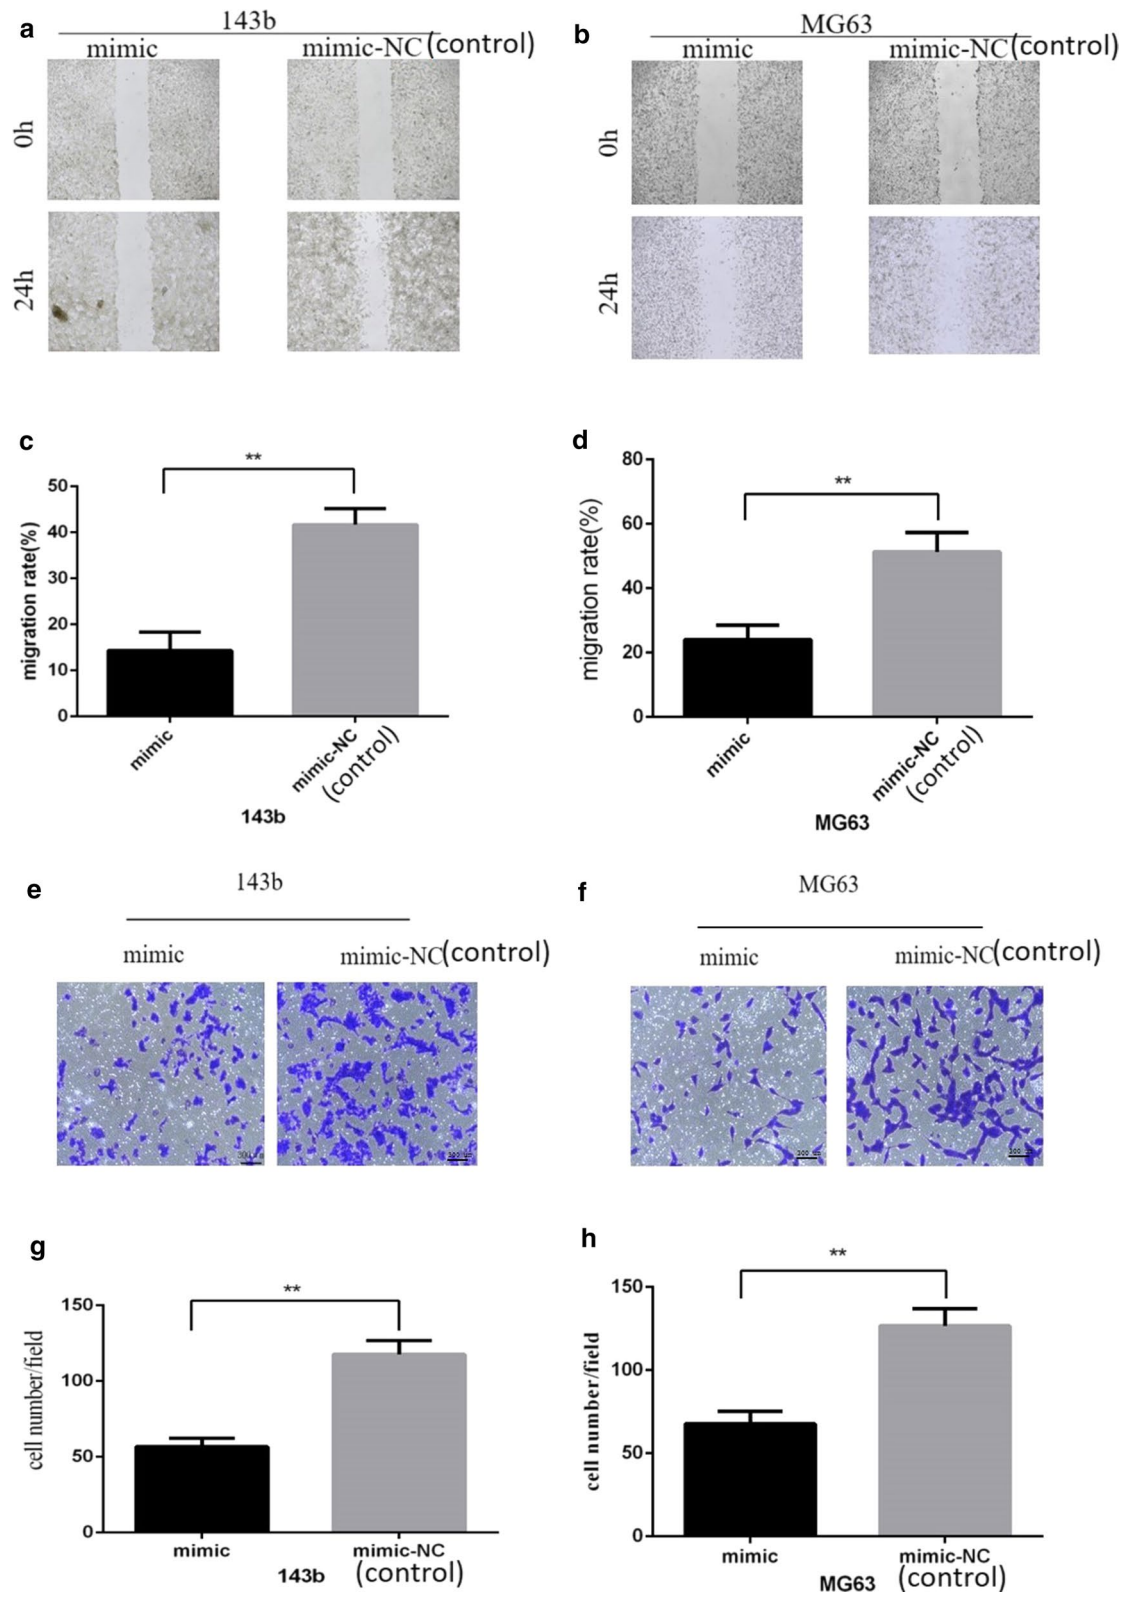 a
143b
mimic
mimic-NC (control)
0h
24h
b
MG63
mimic
mimic-NC (control)
0h
24h
c
**
migration rate(%)
50
40
30
20
10
0
mimic
mimic-NC
(control)
143b
d
**
migration rate(%)
80
60
40
20
0
mimic
mimic-NC
(control)
MG63
e
143b
mimic
mimic-NC(control)
f
MG63
mimic
mimic-NC(control)
300 um
g
**
cell number/field
150
100
50
0
mimic
mimic-NC
(control)
143b
h
**
cell number/field
150
100
50
0
mimic
mimic-NC
(control)
MG63